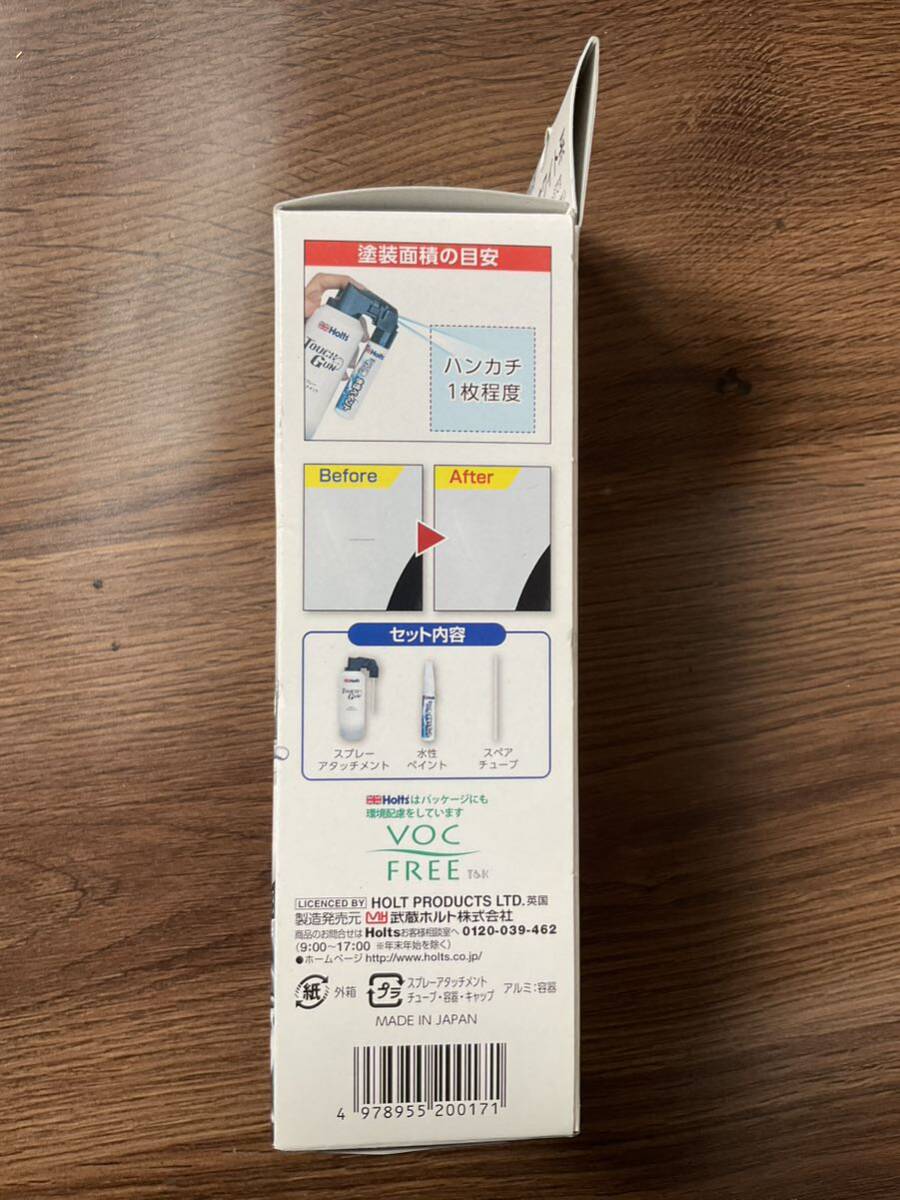 塗装面積の目安
Holts
TOUCH GUN
Holts
ハンカチ
1枚程度
Before
After
セット内容
Holts
TOUCH GUN
スプレー
アタッチメント
水性
ペイント
スペア
チューブ
Holtsはパッケージにも
環境配慮をしています
VOC
FREE T&K
LICENCED BY HOLT PRODUCTS LTD. 英国
製造発売元 MH 武蔵ホルト株式会社
商品のお問合せは Holtsお客様相談室へ 0120-039-462
(9:00～17:00 ※年末年始を除く)
●ホームページ http://www.holts.co.jp/
紙 外箱 プラ スプレーアタッチメント
チューブ・容器・キャップ アルミ:容器
MADE IN JAPAN
4 978955 200171